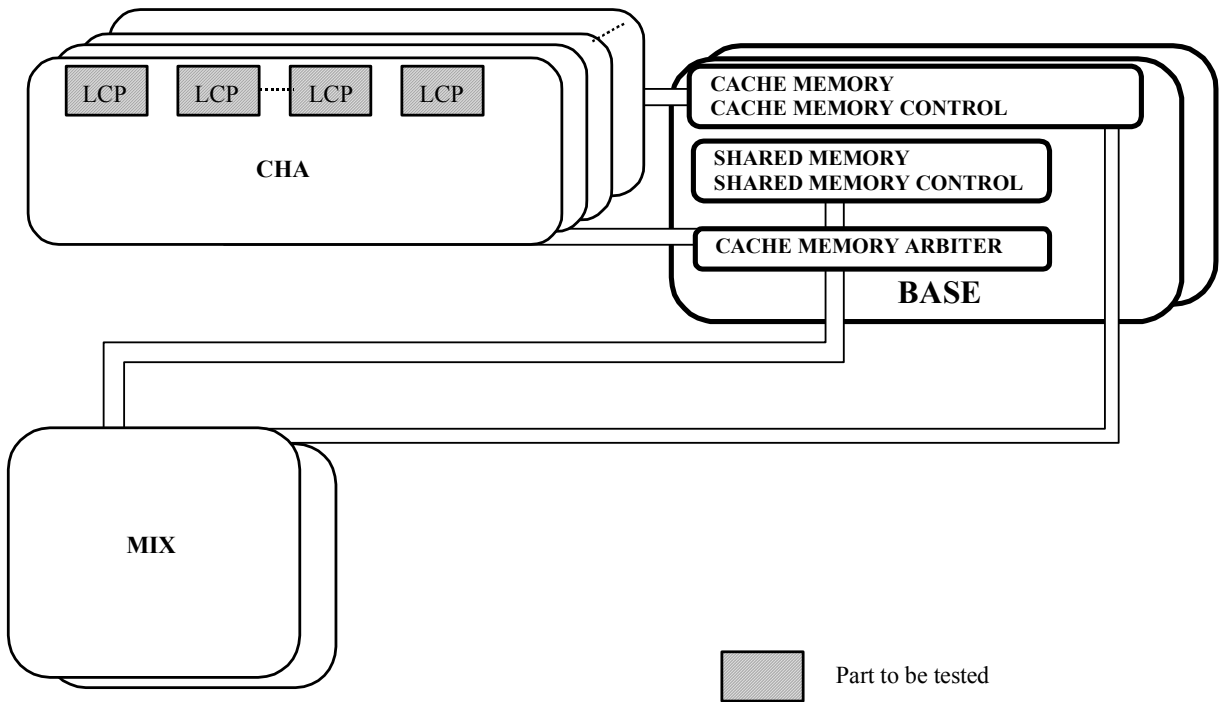 LCP LCP LCP LCP
CHA
CACHE MEMORY
CACHE MEMORY CONTROL
SHARED MEMORY
SHARED MEMORY CONTROL
CACHE MEMORY ARBITER
BASE
MIX
Part to be tested